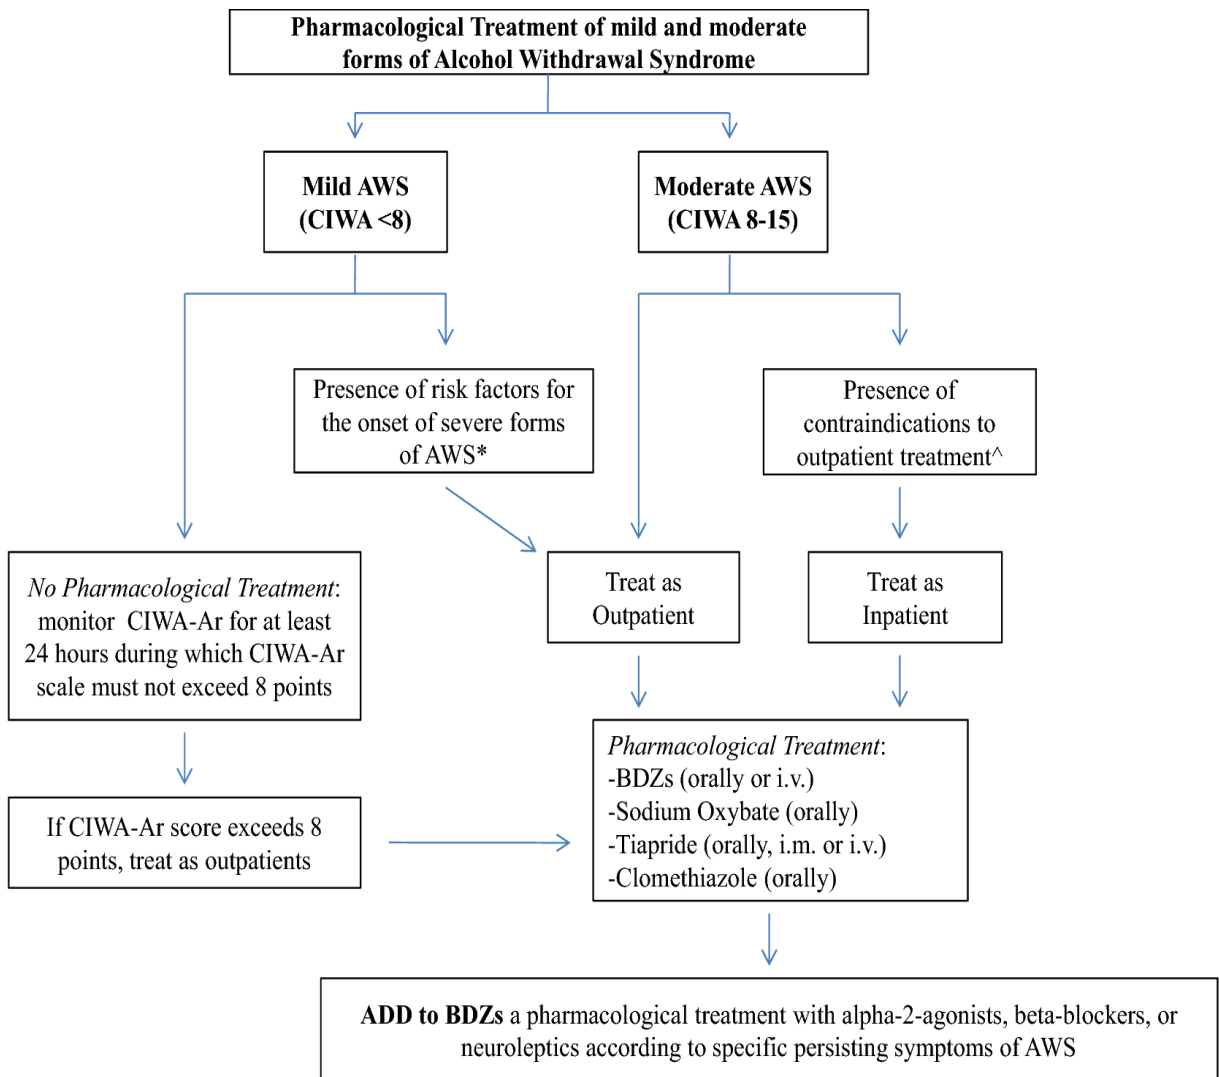 Pharmacological Treatment of mild and moderate
forms of Alcohol Withdrawal Syndrome
Mild AWS
(CIWA <8)
Moderate AWS
(CIWA 8-15)
Presence of risk factors for
the onset of severe forms
of AWS*
Presence of
contraindications to
outpatient treatment^
No Pharmacological Treatment:
monitor CIWA-Ar for at least
24 hours during which CIWA-Ar
scale must not exceed 8 points
Treat as
Outpatient
Treat as
Inpatient
If CIWA-Ar score exceeds 8
points, treat as outpatients
Pharmacological Treatment:
-BDZs (orally or i.v.)
-Sodium Oxybate (orally)
-Tiapride (orally, i.m. or i.v.)
-Clomethiazole (orally)
ADD to BDZs a pharmacological treatment with alpha-2-agonists, beta-blockers, or
neuroleptics according to specific persisting symptoms of AWS